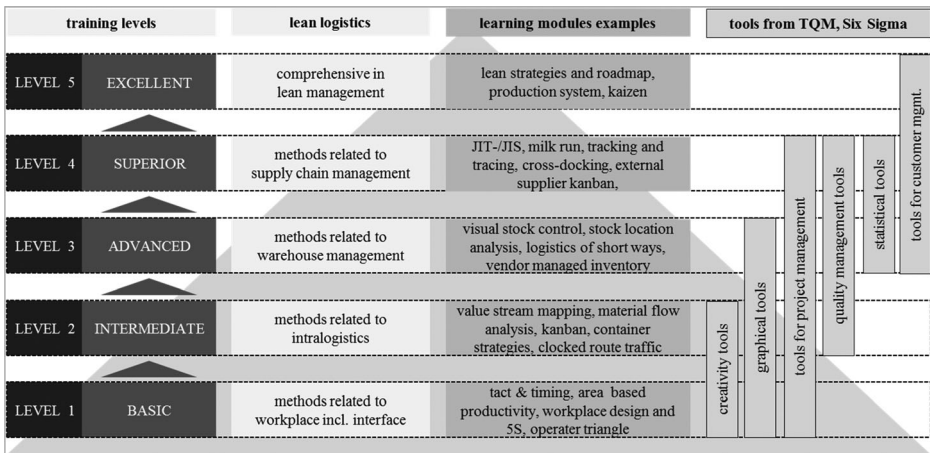 training levels
lean logistics
learning modules examples
tools from TQM, Six Sigma
LEVEL 5
EXCELLENT
comprehensive in
lean management
lean strategies and roadmap,
production system, kaizen
LEVEL 4
SUPERIOR
methods related to
supply chain management
JIT-/JIS, milk run, tracking and
tracing, cross-docking, external
supplier kanban,
LEVEL 3
ADVANCED
methods related to
warehouse management
visual stock control, stock location
analysis, logistics of short ways,
vendor managed inventory
LEVEL 2
INTERMEDIATE
methods related to
intralogistics
value stream mapping, material flow
analysis, kanban, container
strategies, clocked route traffic
LEVEL 1
BASIC
methods related to
workplace incl. interface
tact & timing, area based
productivity, workplace design and
5S, operater triangle
creativity tools
graphical tools
tools for project management
quality management tools
statistical tools
tools for customer mgmt.